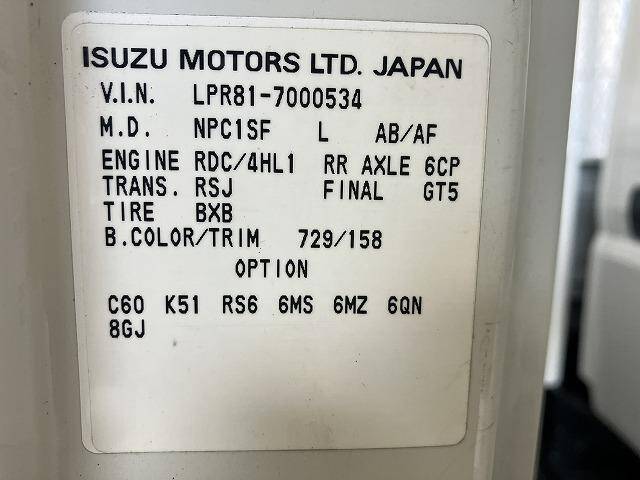 ISUZU MOTORS LTD. JAPAN
V.I.N. LPR81-7000534
M.D. NPC1SF L AB/AF
ENGINE RDC/4HL1 RR AXLE 6CP
TRANS. RSJ FINAL GT5
TIRE BXB
B.COLOR/TRIM 729/158
OPTION
C60 K51 RS6 6MS 6MZ 6QN
8GJ